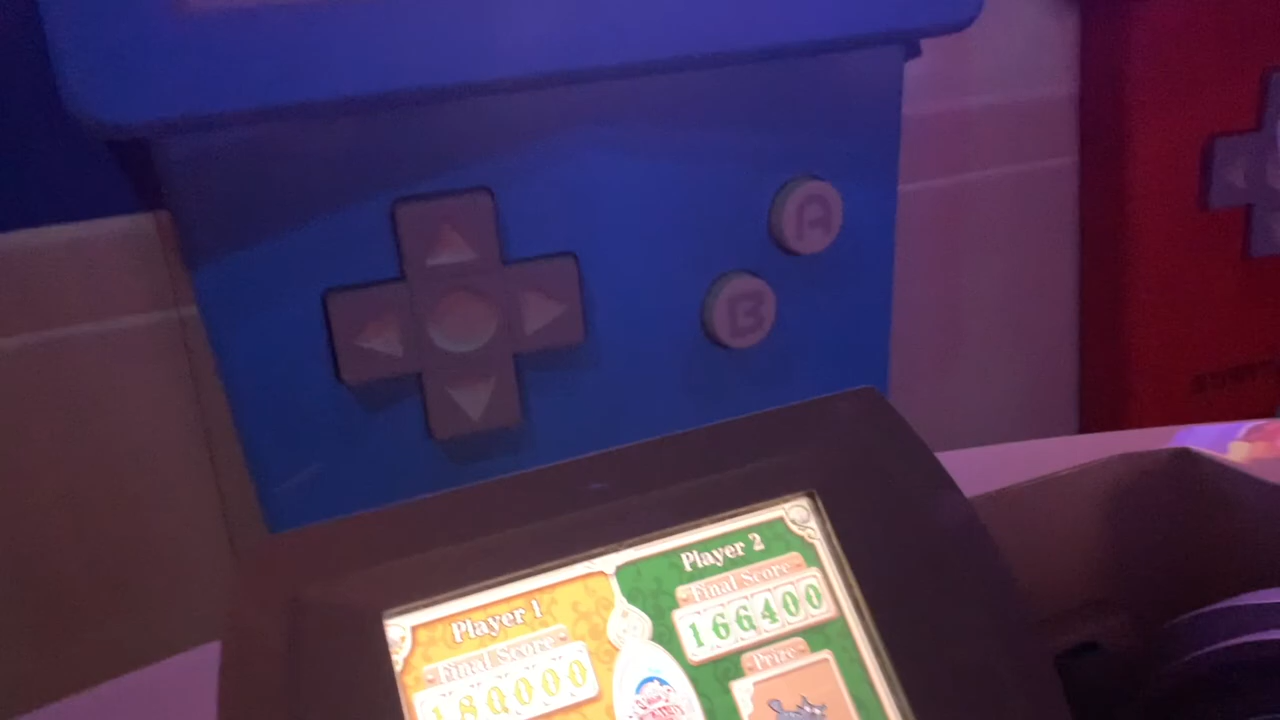 A
B
Player 1
Final Score
180000
Player 2
Final Score
166400
Prize